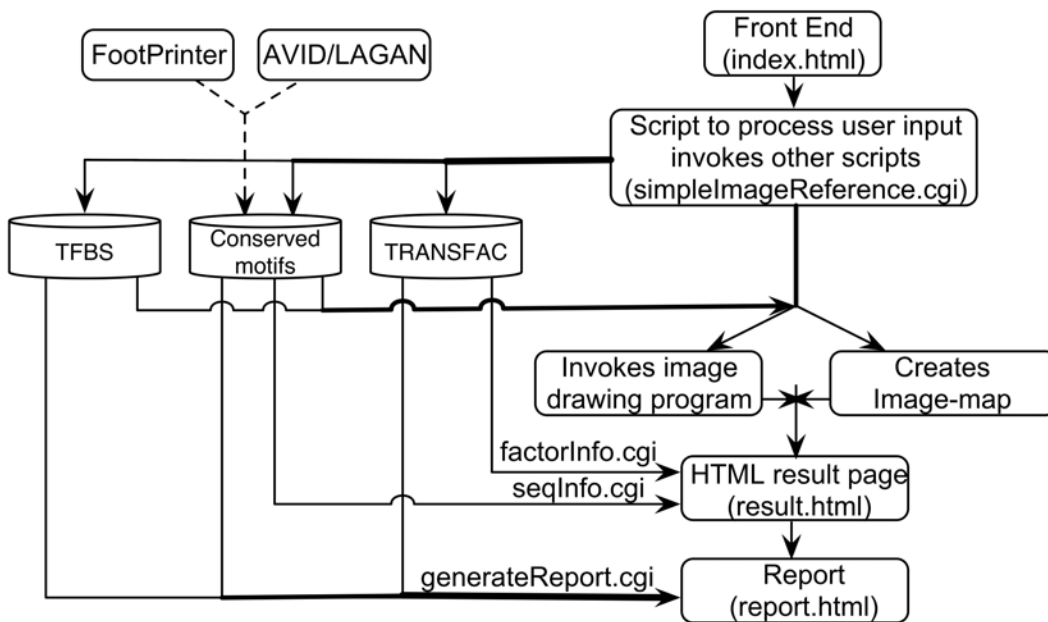 FootPrinter
AVID/LAGAN
Front End
(index.html)
Script to process user input
invokes other scripts
(simpleImageReference.cgi)
TFBS
Conserved
motifs
TRANSFAC
Invokes image
drawing program
Creates
Image-map
factorInfo.cgi
seqInfo.cgi
HTML result page
(result.html)
generateReport.cgi
Report
(report.html)